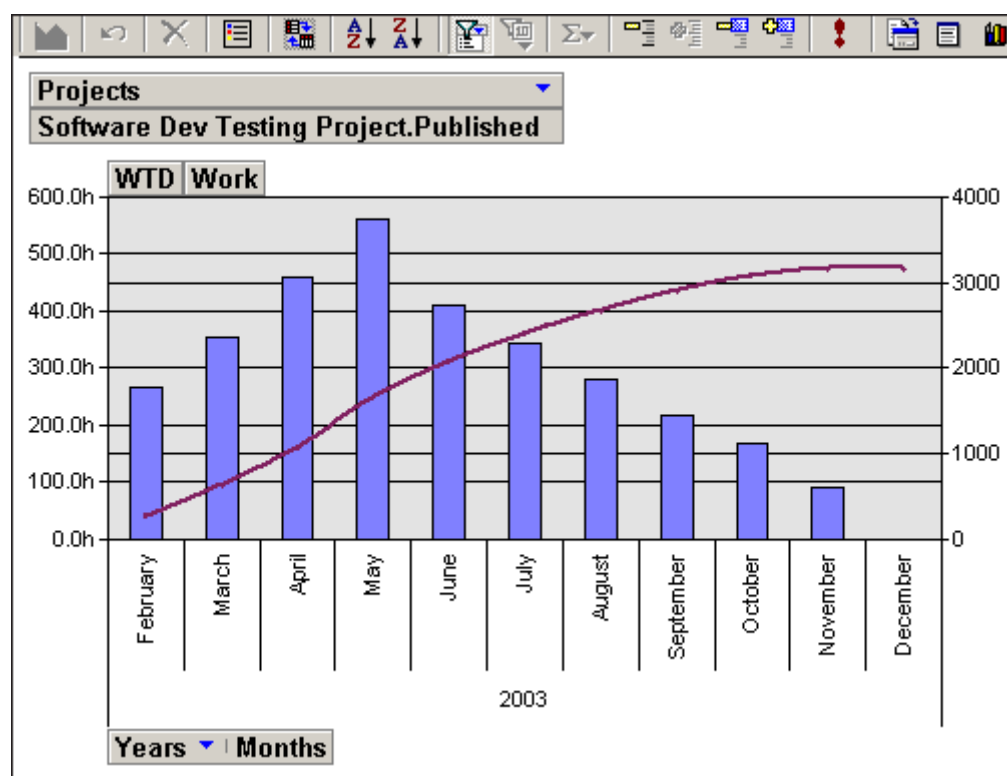 Projects
Software Dev Testing Project.Published
WTD Work
600.0h 4000
500.0h
400.0h 3000
300.0h 2000
200.0h
100.0h 1000
0.0h 0
February March April May June July August September October November December
2003
Years Months